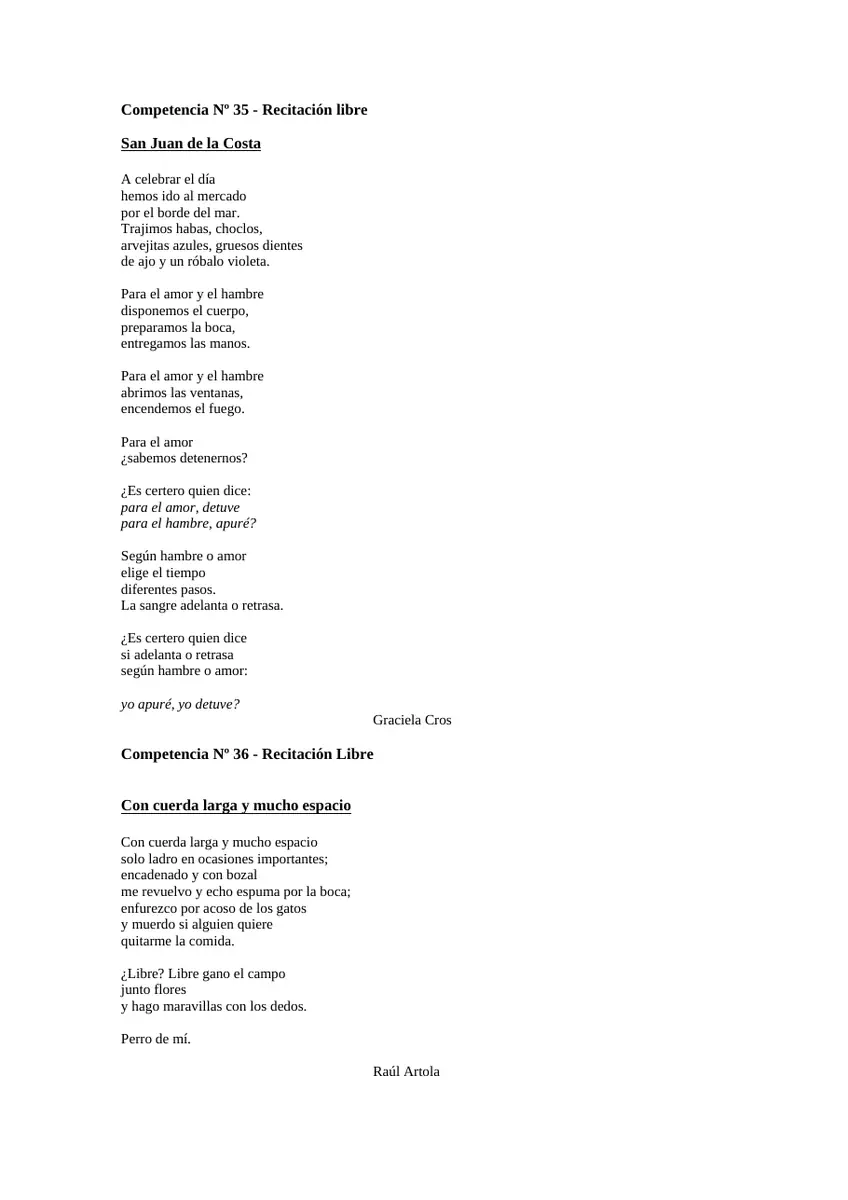 Competencia Nº 35 - Recitación libre
San Juan de la Costa
A celebrar el día
hemos ido al mercado
por el borde del mar.
Trajimos habas, choclos,
arvejitas azules, gruesos dientes
de ajo y un róbalo violeta.
Para el amor y el hambre
disponemos el cuerpo,
preparamos la boca,
entregamos las manos.
Para el amor y el hambre
abrimos las ventanas,
encendemos el fuego.
Para el amor
¿sabemos detenernos?
¿Es certero quien dice:
para el amor, detuve
para el hambre, apuré?
Según hambre o amor
elige el tiempo
diferentes pasos.
La sangre adelanta o retrasa.
¿Es certero quien dice
si adelanta o retrasa
según hambre o amor:
yo apuré, yo detuve?
Graciela Cros
Competencia Nº 36 - Recitación Libre
Con cuerda larga y mucho espacio
Con cuerda larga y mucho espacio
solo ladro en ocasiones importantes;
encadenado y con bozal
me revuelvo y echo espuma por la boca;
enfurezco por acoso de los gatos
y muerdo si alguien quiere
quitarme la comida.
¿Libre? Libre gano el campo
junto flores
y hago maravillas con los dedos.
Perro de mí.
Raúl Artola